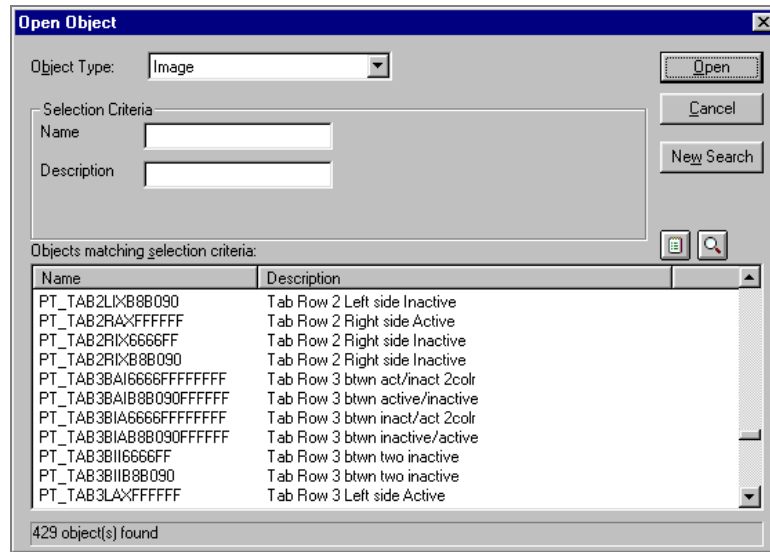 Open Object
Object Type: Image
Open
Selection Criteria
Cancel
Name
New Search
Description
Objects matching selection criteria:
Name Description
PT_TAB2LIXB8B090 Tab Row 2 Left side Inactive
PT_TAB2RAXFFFFFF Tab Row 2 Right side Active
PT_TAB2RIX6666FF Tab Row 2 Right side Inactive
PT_TAB2RIXB8B090 Tab Row 2 Right side Inactive
PT_TAB3BAI6666FFFFFFFF Tab Row 3 btwn act/inact 2colr
PT_TAB3BAIB8B090FFFFFF Tab Row 3 btwn active/inactive
PT_TAB3BIA6666FFFFFFFF Tab Row 3 btwn inact/act 2colr
PT_TAB3BIAB8B090FFFFFF Tab Row 3 btwn inactive/active
PT_TAB3BII6666FF Tab Row 3 btwn two inactive
PT_TAB3BIIB8B090 Tab Row 3 btwn two inactive
PT_TAB3LAXFFFFFF Tab Row 3 Left side Active
429 object(s) found